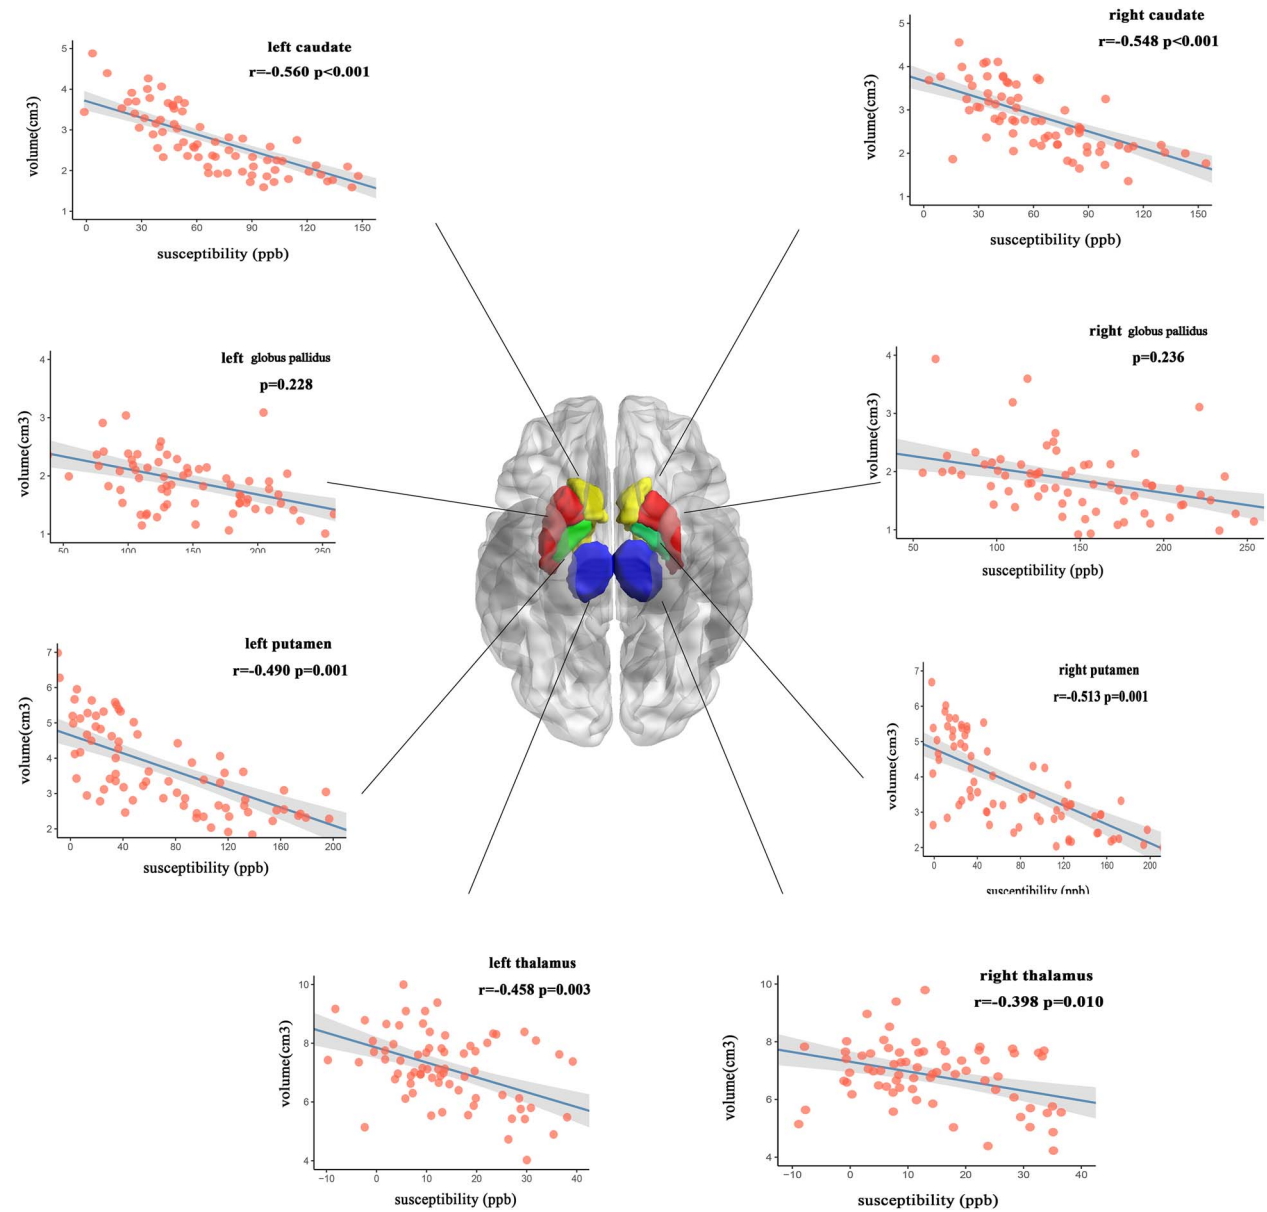 left caudate
r=-0.560 p<0.001
volume(cm3)
5
4
3
2
1
0 30 60 90 120 150
susceptibility (ppb)
right caudate
r=-0.548 p<0.001
volume(cm3)
5
4
3
2
1
0 30 60 90 120 150
susceptibility (ppb)
left globus pallidus
p=0.228
volume(cm3)
4
3
2
1
50 100 150 200 250
right globus pallidus
p=0.236
volume(cm3)
4
3
2
1
50 100 150 200 250
susceptibility (ppb)
left putamen
r=-0.490 p=0.001
volume(cm3)
7
6
5
4
3
2
0 40 80 120 160 200
susceptibility (ppb)
right putamen
r=-0.513 p=0.001
volume(cm3)
7
6
5
4
3
2
0 40 80 120 160 200
susceptibility (ppb)
left thalamus
r=-0.458 p=0.003
volume(cm3)
10
8
6
4
-10 0 10 20 30 40
susceptibility (ppb)
right thalamus
r=-0.398 p=0.010
volume(cm3)
10
8
6
4
-10 0 10 20 30 40
susceptibility (ppb)